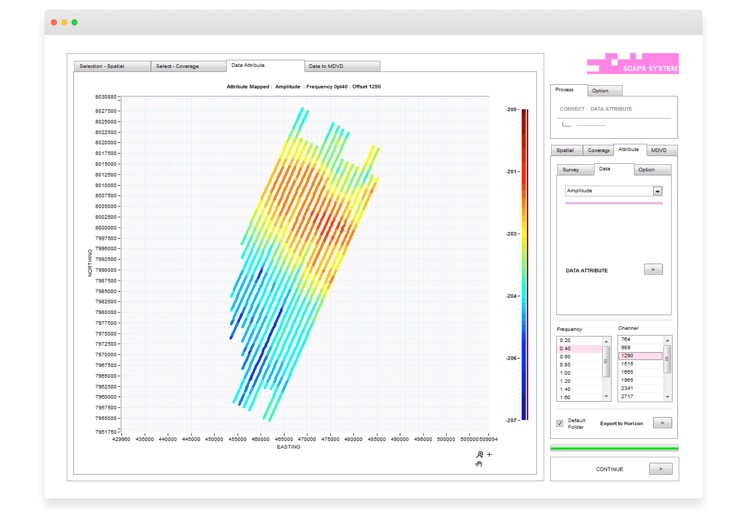 Selection - Spatial
Select - Coverage
Data Attribute
Data to MDVD
Attribute Mapped : Amplitude : Frequency 0pt40 : Offset 1290
8030880
8027500
8025000
8022500
8020000
8017500
8015000
8012500
8010000
8007500
8005000
8002500
8000000
7997500
7995000
7992500
7990000
7987500
7985000
7982500
7980000
7977500
7975000
7972500
7970000
7967500
7965000
7962500
7960000
7957500
7955000
7951750
NORTHING
429960 435000 440000 445000 450000 455000 460000 465000 470000 475000 480000 485000 490000 495000 500000 505000 509094
EASTING
-200
-201
-203
-204
-206
-207
SCAPA SYSTEM
Process
Option
CONNECT - DATA ATTRIBUTE
Spatial
Coverage
Attribute
MDVD
Survey
Data
Option
Amplitude
DATA ATTRIBUTE
>
Frequency
0.20
0.40
0.60
0.80
1.00
1.20
1.40
1.60
Channel
764
989
1290
1515
1665
1965
2341
2717
Default Folder
Export to Horizon
>
CONTINUE
>